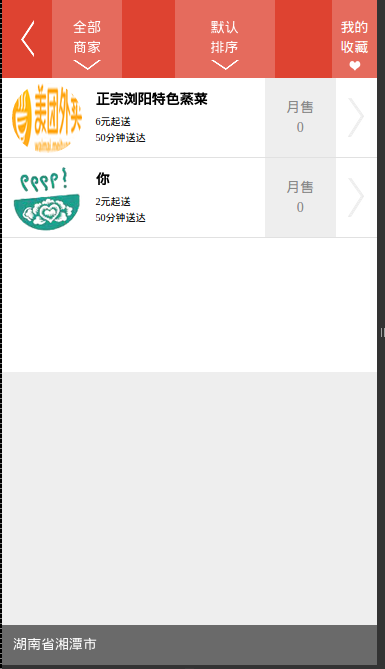 全部
商家
默认
排序
我的
收藏
美团外卖
正宗浏阳特色蒸菜
6元起送
50分钟送达
月售
0
你
2元起送
50分钟送达
月售
0
湖南省湘潭市